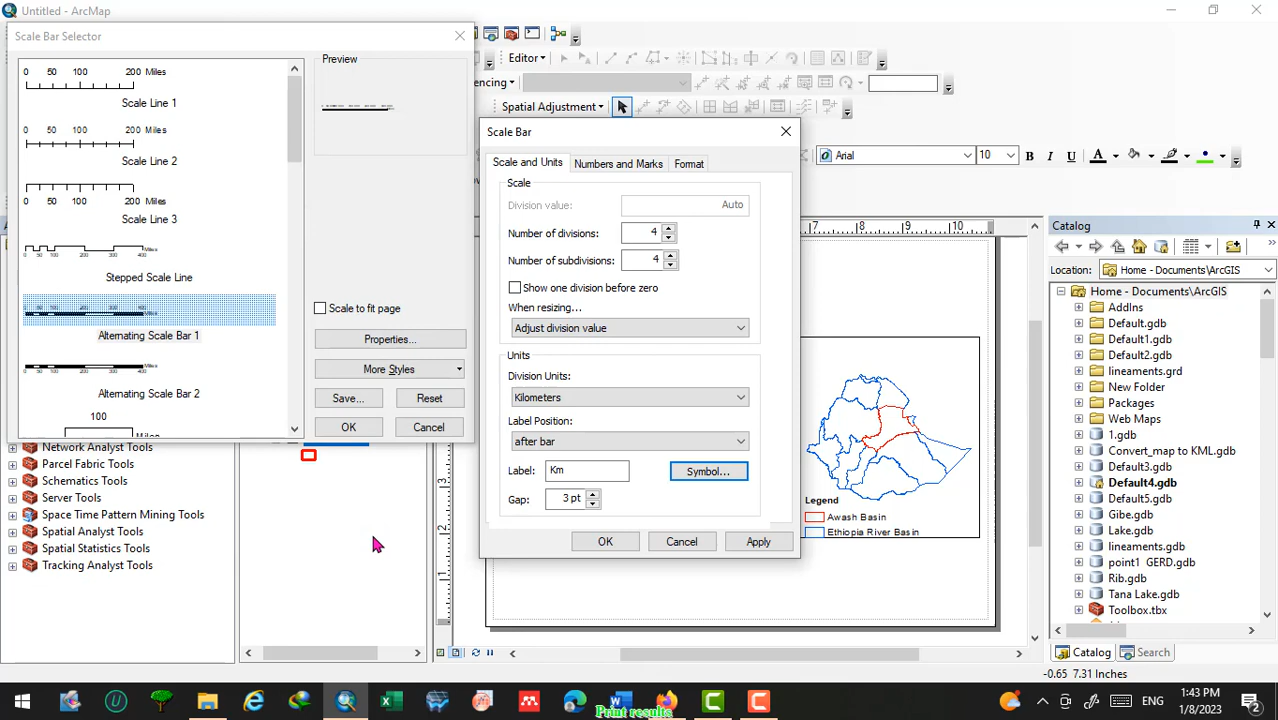 Untitled - ArcMap
Scale Bar Selector
0 50 100 200 Miles
Scale Line 1
0 50 100 200 Miles
Scale Line 2
0 50 100 200 Miles
Scale Line 3
Stepped Scale Line
Alternating Scale Bar 1
Alternating Scale Bar 2
100
Miles
Preview
Scale to fit page
Properties...
More Styles
Save... Reset
OK Cancel
Editor
encing
Spatial Adjustment
Arial 10 B I U A
Scale Bar
Scale and Units Numbers and Marks Format
Scale
Division value: Auto
Number of divisions: 4
Number of subdivisions: 4
Show one division before zero
When resizing...
Adjust division value
Units
Division Units:
Kilometers
Label Position:
after bar
Label: Km Symbol...
Gap: 3 pt
OK Cancel Apply
7 8 9
3
2
1
Legend
Awash Basin
Ethiopia River Basin
Network Analyst Tools
Parcel Fabric Tools
Schematics Tools
Server Tools
Space Time Pattern Mining Tools
Spatial Analyst Tools
Spatial Statistics Tools
Tracking Analyst Tools
Catalog
Location: Home - Documents\ArcGIS
Home - Documents\ArcGIS
AddIns
Default.gdb
Default1.gdb
Default2.gdb
lineaments.grd
New Folder
Packages
Web Maps
1.gdb
Convert_map to KML.gdb
Default3.gdb
Default4.gdb
Default5.gdb
Gibe.gdb
Lake.gdb
lineaments.gdb
point1 GERD.gdb
Rib.gdb
Tana Lake.gdb
Toolbox.tbx
Catalog Search
-0.65 7.31 Inches
Print results
ENG
1:43 PM
1/8/2023
2